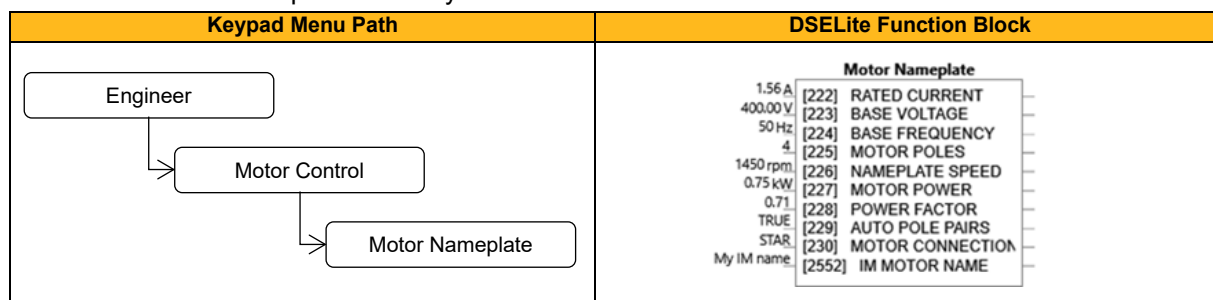 Keypad Menu Path
DSELite Function Block
Engineer
Motor Control
Motor Nameplate
Motor Nameplate
1.56 A [222] RATED CURRENT
400.00 V [223] BASE VOLTAGE
50 Hz [224] BASE FREQUENCY
4 [225] MOTOR POLES
1450 rpm [226] NAMEPLATE SPEED
0.75 kW [227] MOTOR POWER
0.71 [228] POWER FACTOR
TRUE [229] AUTO POLE PAIRS
STAR [230] MOTOR CONNECTION
My IM name [2552] IM MOTOR NAME